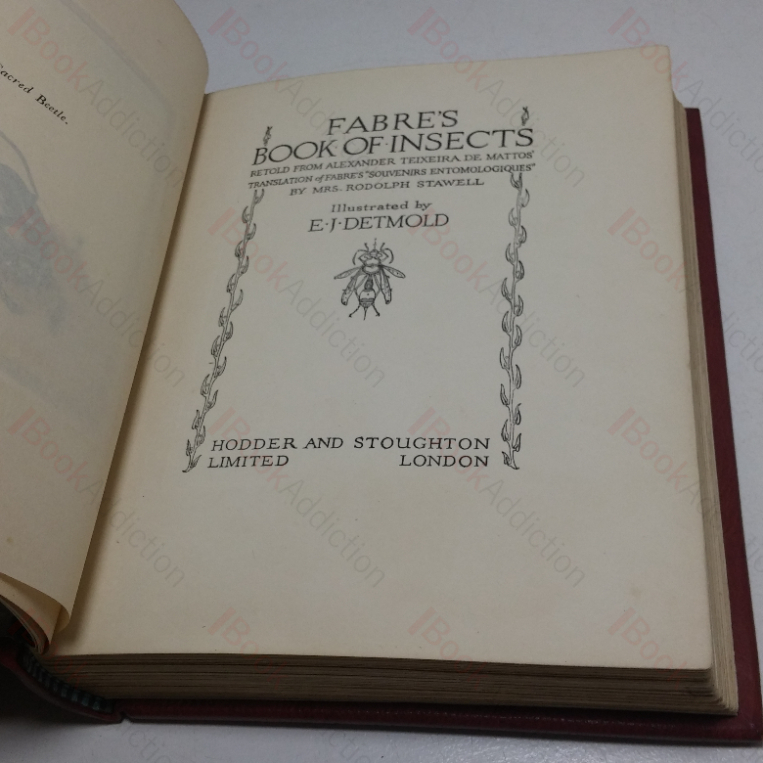 Sacred Beetle.
FABRE'S
BOOK OF INSECTS
RETOLD FROM ALEXANDER TEIXEIRA DE MATTOS'
TRANSLATION of FABRE'S "SOUVENIRS ENTOMOLOGIQUES"
BY MRS. RODOLPH STAWELL
Illustrated by
E·J·DETMOLD
HODDER AND STOUGHTON
LIMITED LONDON
BookAddiction